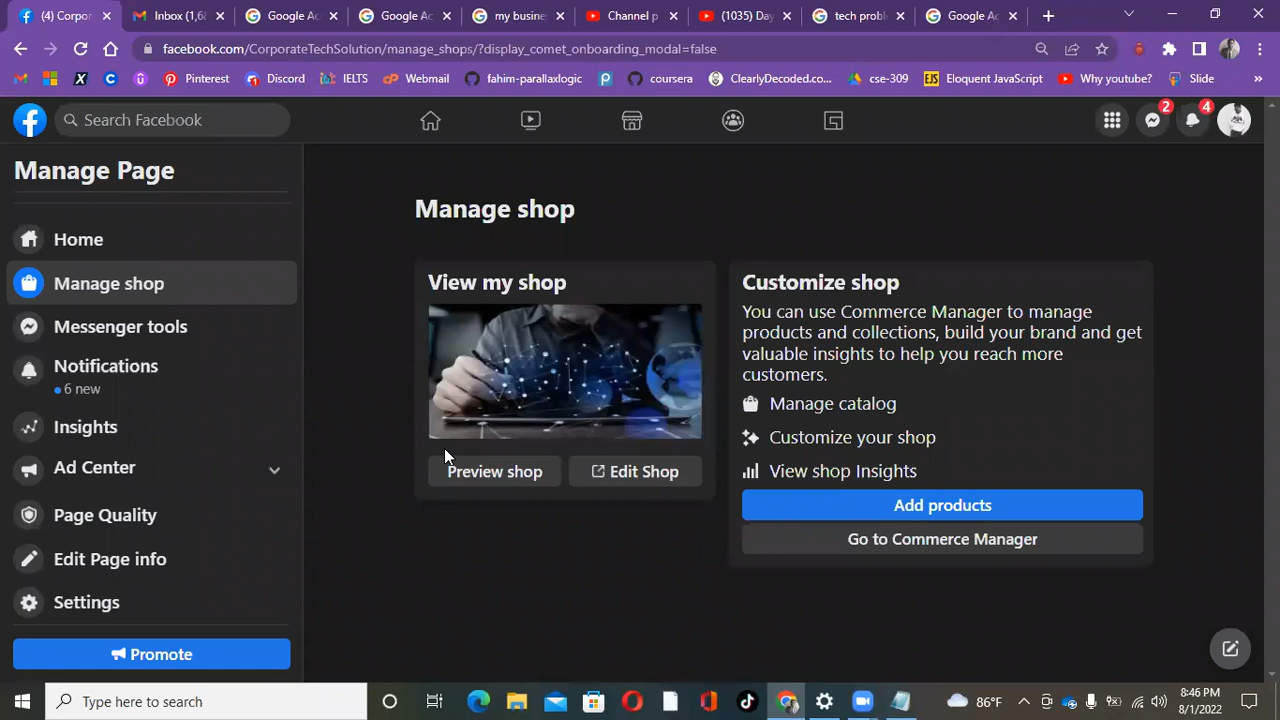 (4) Corpor
Inbox (1,6
Google Ac
Google Ac
my busine
Channel p
(1035) Da
tech probl
Google Ac
facebook.com/CorporateTechSolution/manage_shops/?display_comet_onboarding_modal=false
Pinterest
Discord
IELTS
Webmail
fahim-parallaxlogic
coursera
ClearlyDecoded.co...
cse-309
EJS
Eloquent JavaScript
Why youtube?
Slide
Search Facebook
2
4
Manage Page
Home
Manage shop
Messenger tools
Notifications
6 new
Insights
Ad Center
Page Quality
Edit Page info
Settings
Promote
Manage shop
View my shop
Preview shop
Edit Shop
Customize shop
You can use Commerce Manager to manage
products and collections, build your brand and get
valuable insights to help you reach more
customers.
Manage catalog
Customize your shop
View shop Insights
Add products
Go to Commerce Manager
Type here to search
86°F
8:46 PM
8/1/2022